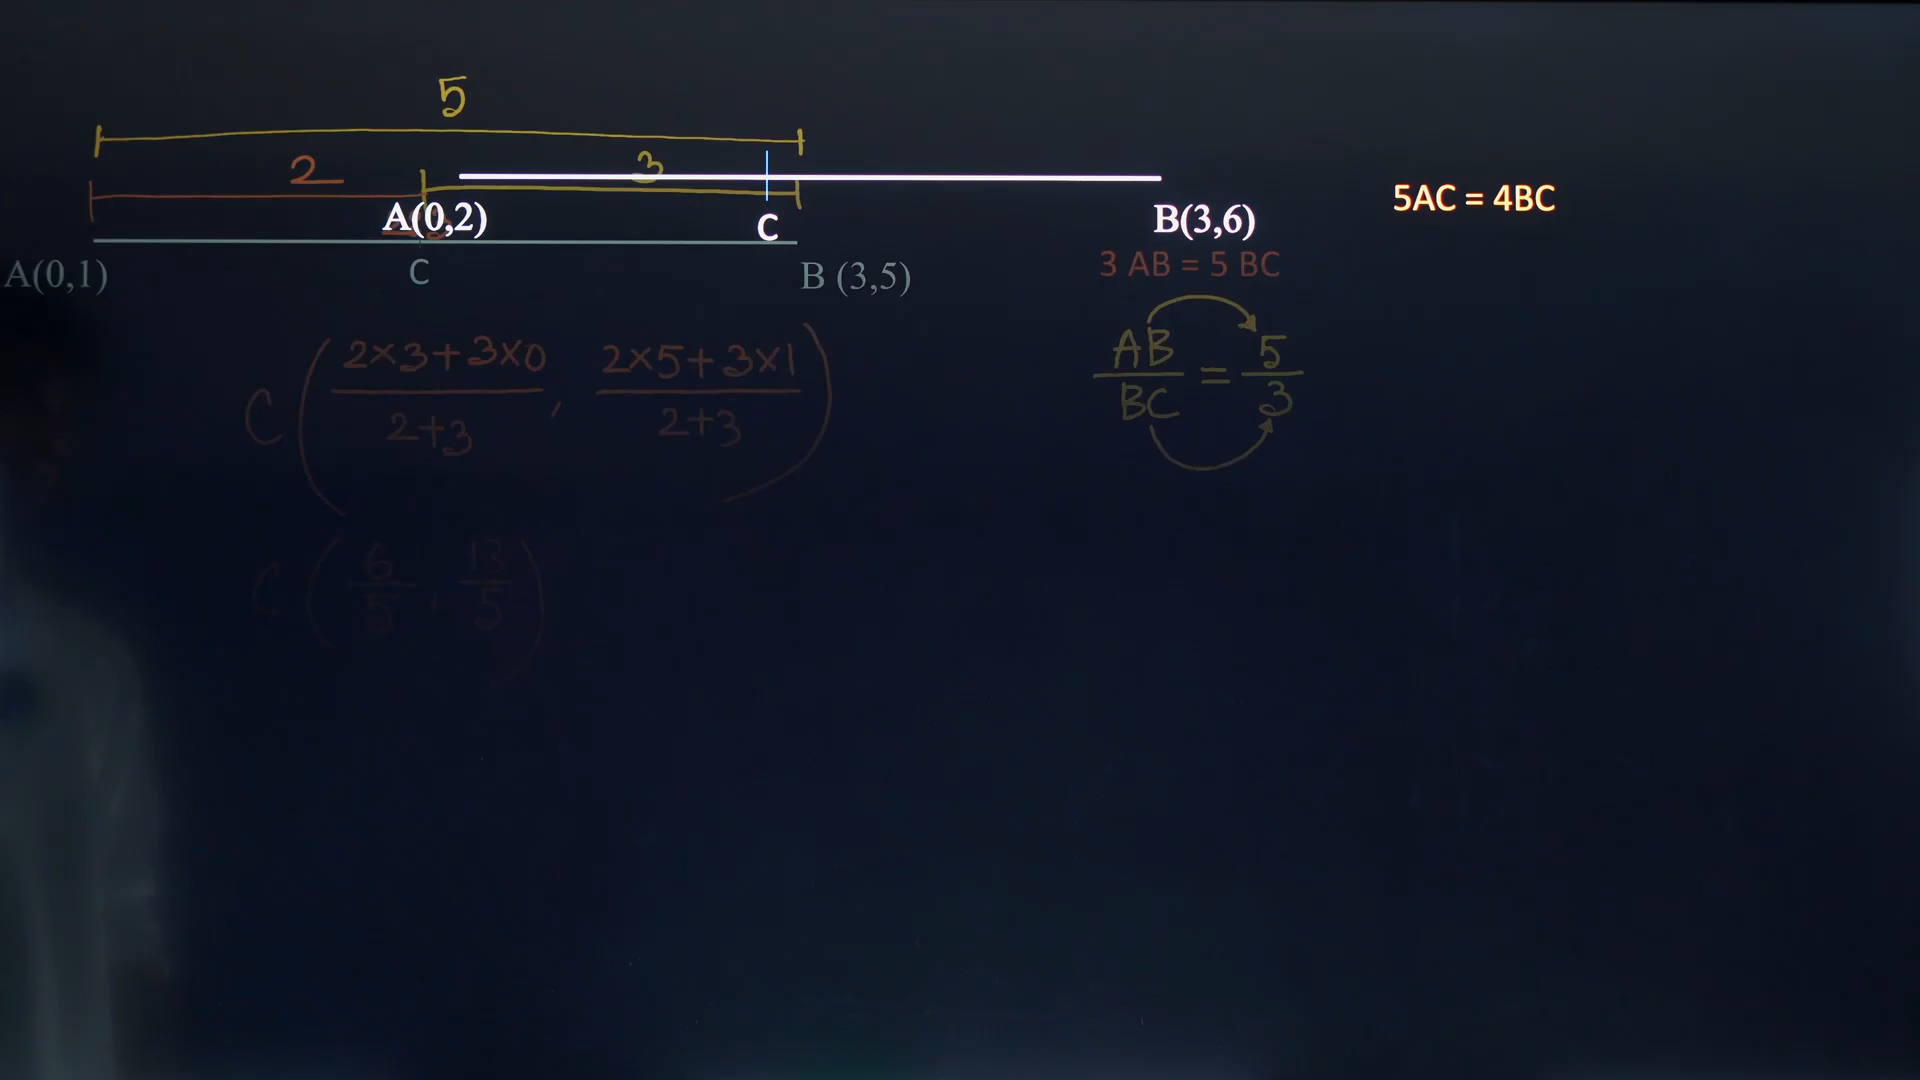 5
2 3
A(0,2) C B(3,6) 5AC = 4BC
A(0,1) C B (3,5) 3 AB = 5 BC
C ( 2×3+3×0 / 2+3 , 2×5+3×1 / 2+3 ) AB / BC = 5 / 3
C ( 6 / 5 , 13 / 5 )